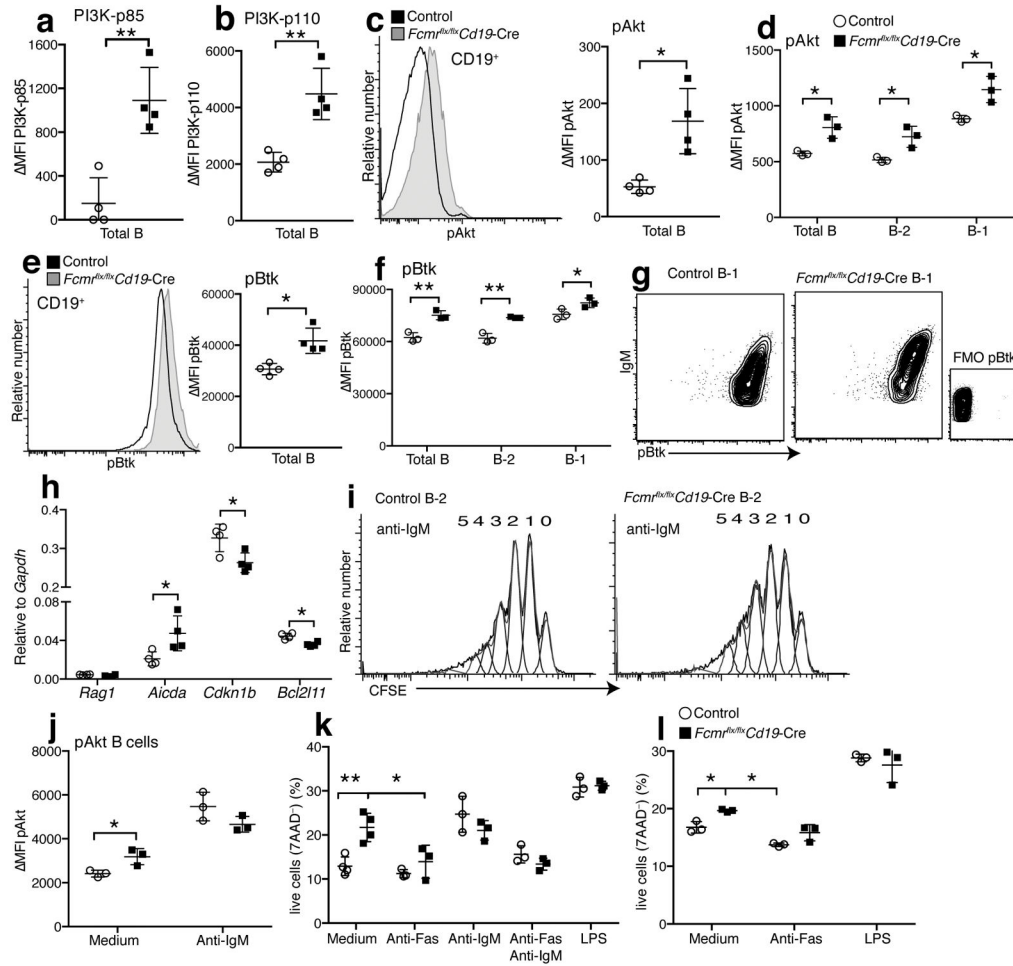 a PI3K-p85
**
ΔMFI PI3K-p85
1600
1200
800
400
0
Total B
b PI3K-p110
**
ΔMFI PI3K-p110
6000
4000
2000
0
Total B
c
Control
Fcmrflx/flxCd19-Cre
CD19+
Relative number
pAkt
pAkt
*
ΔMFI pAkt
300
200
100
0
Total B
d
Control
Fcmrflx/flxCd19-Cre
pAkt
* * *
ΔMFI pAkt
1500
1000
500
0
Total B B-2 B-1
e
Control
Fcmrflx/flxCd19-Cre
CD19+
Relative number
pBtk
pBtk
*
ΔMFI pBtk
60000
40000
20000
0
Total B
f pBtk
** ** *
ΔMFI pBtk
90000
60000
30000
0
Total B B-2 B-1
g
Control B-1
Fcmrflx/flxCd19-Cre B-1
IgM
FMO pBtk
pBtk
h
Relative to Gapdh
0.4
0.3
0.2
0.08
0.04
0.00
* * *
Rag1 Aicda Cdkn1b Bcl2l11
i
Control B-2
anti-IgM
5 4 3 2 1 0
Relative number
CFSE
Fcmrflx/flxCd19-Cre B-2
anti-IgM
5 4 3 2 1 0
j
pAkt B cells
ΔMFI pAkt
8000
6000
4000
2000
0
*
Medium Anti-IgM
k
live cells (7AAD–) (%)
40
30
20
10
0
** *
Medium Anti-Fas Anti-IgM Anti-Fas LPS
Anti-IgM
l
Control
Fcmrflx/flxCd19-Cre
live cells (7AAD–) (%)
30
20
10
0
* *
Medium Anti-Fas LPS